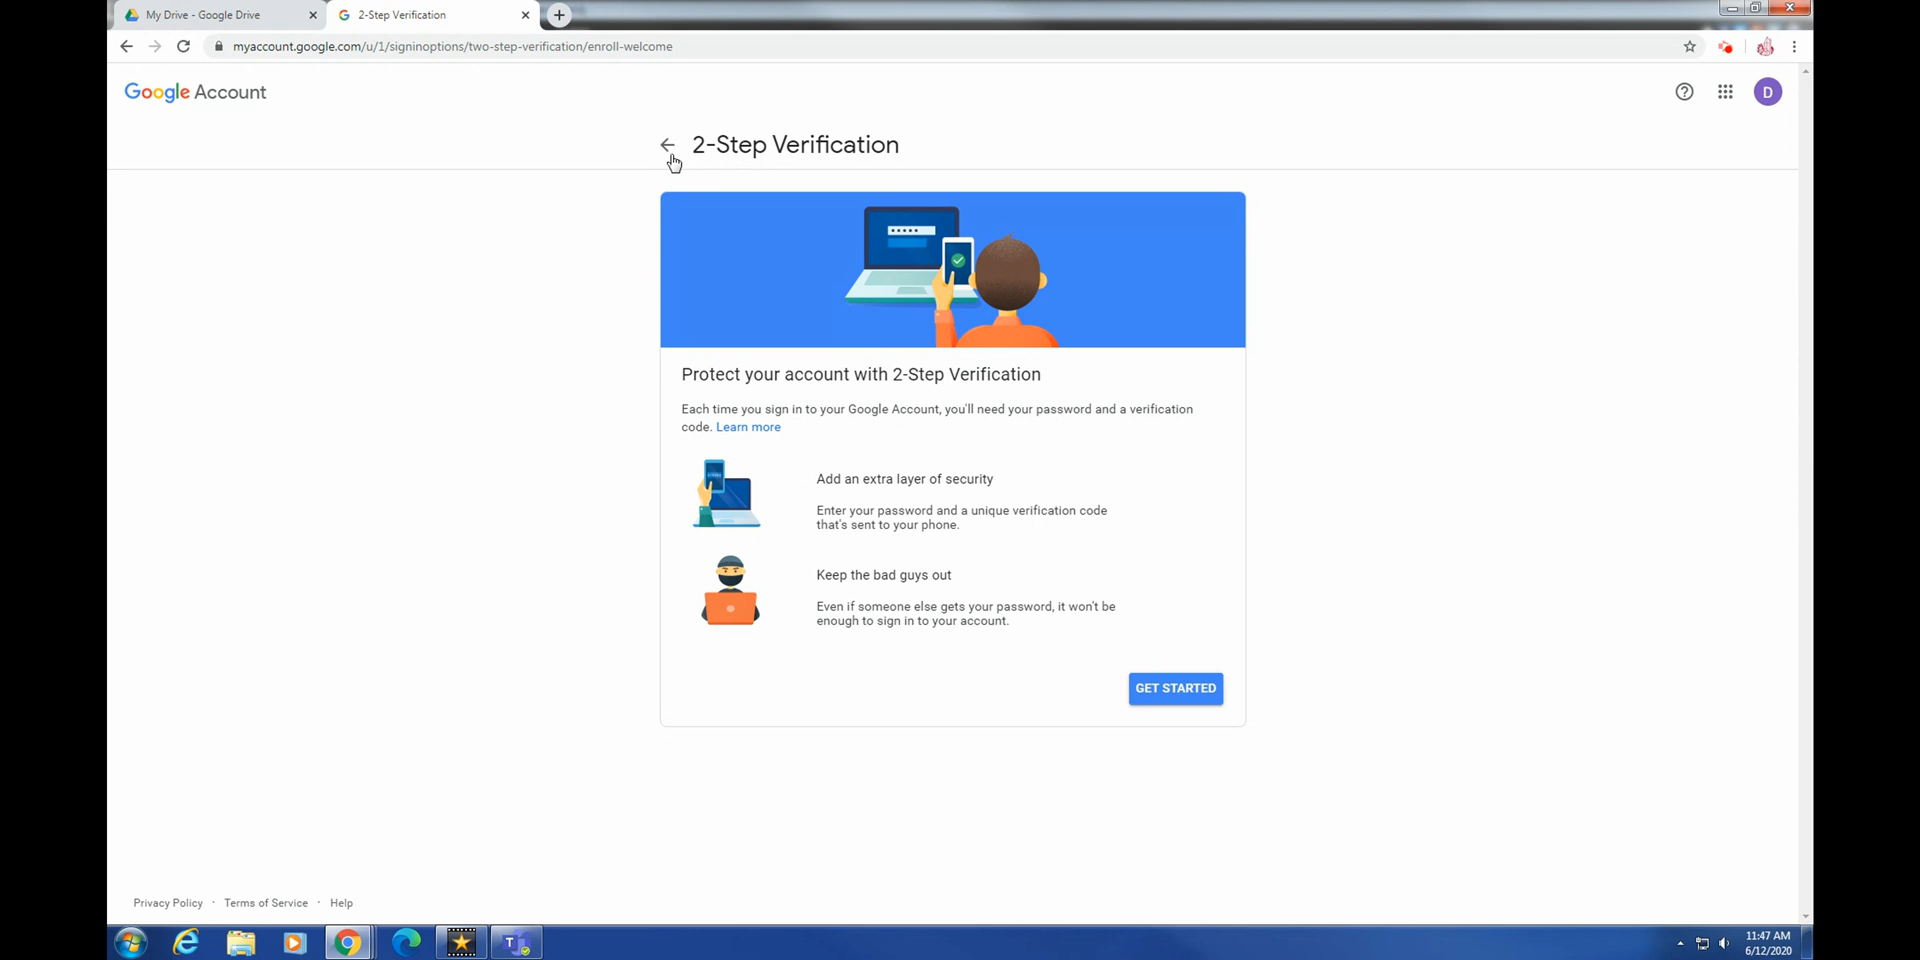 My Drive - Google Drive
2-Step Verification
myaccount.google.com/u/1/signinoptions/two-step-verification/enroll-welcome
Google Account
D
2-Step Verification
Protect your account with 2-Step Verification
Each time you sign in to your Google Account, you'll need your password and a verification
code. Learn more
Add an extra layer of security
Enter your password and a unique verification code
that's sent to your phone.
Keep the bad guys out
Even if someone else gets your password, it won't be
enough to sign in to your account.
GET STARTED
Privacy Policy · Terms of Service · Help
11:47 AM
6/12/2020